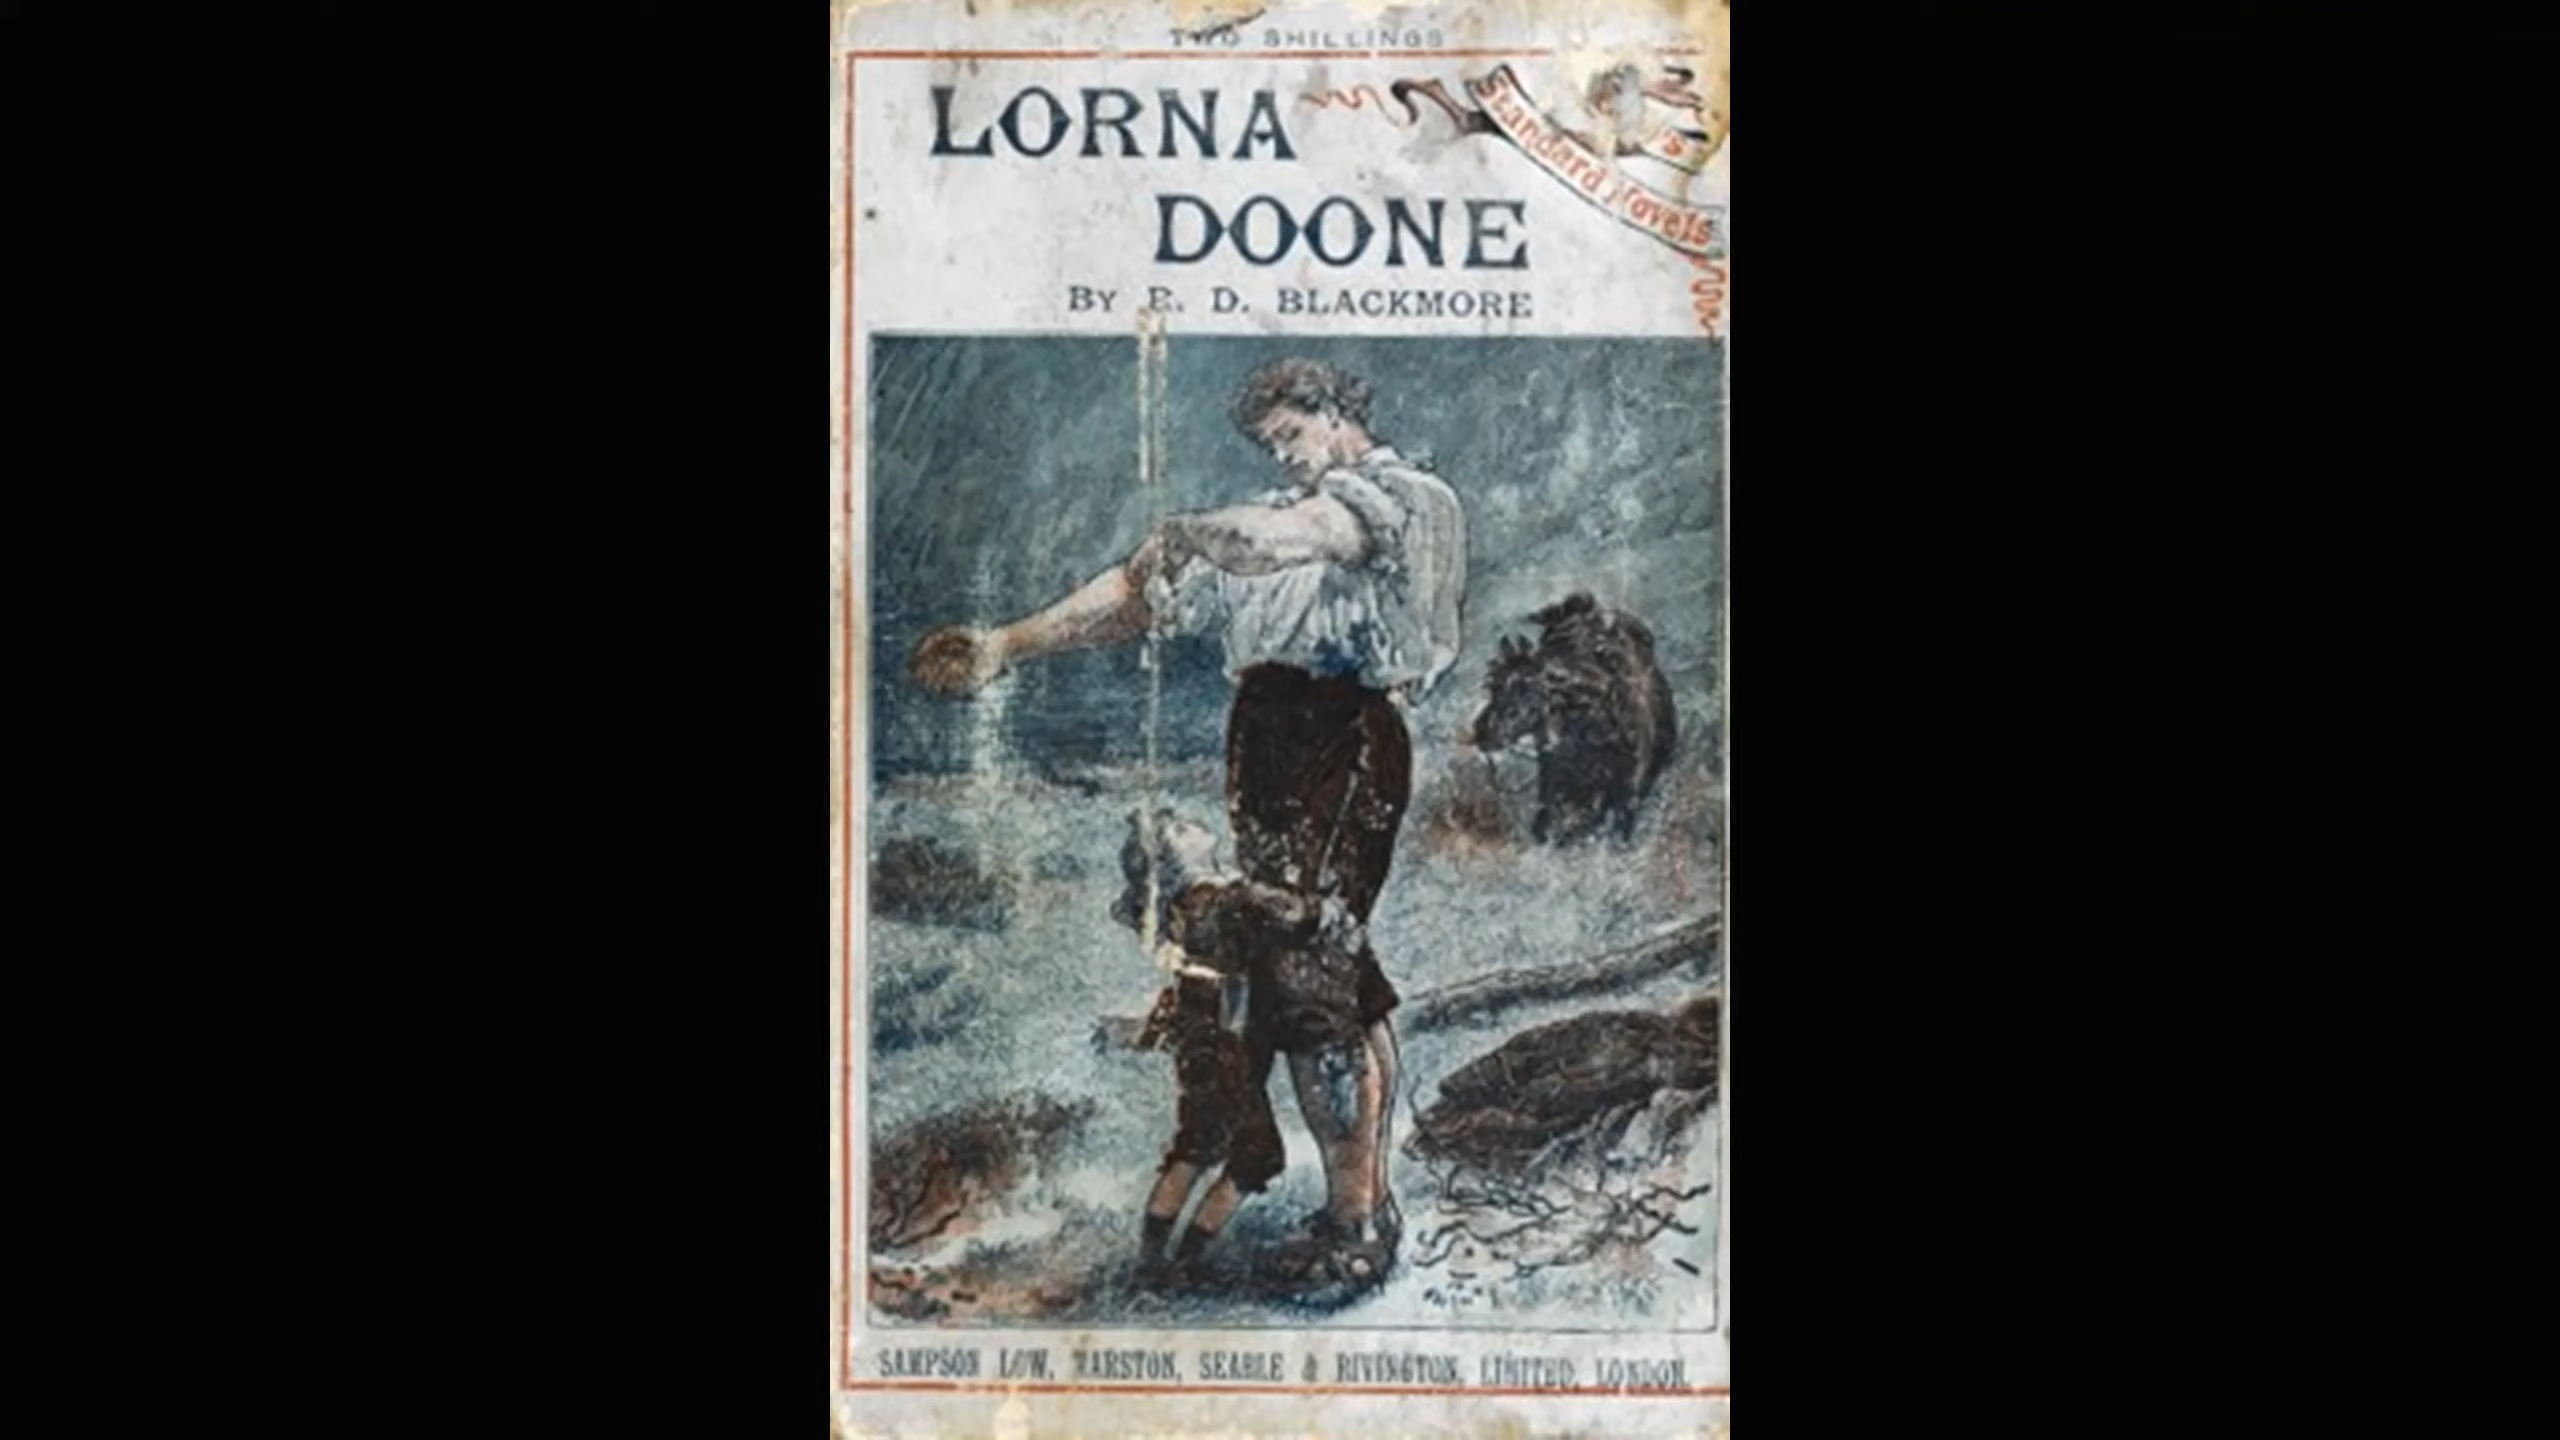 TWO SHILLINGS
LORNA
DOONE
BY R. D. BLACKMORE
's
Standard Novels
SAMPSON LOW, MARSTON, SEARLE & RIVINGTON, LIMITED, LONDON.